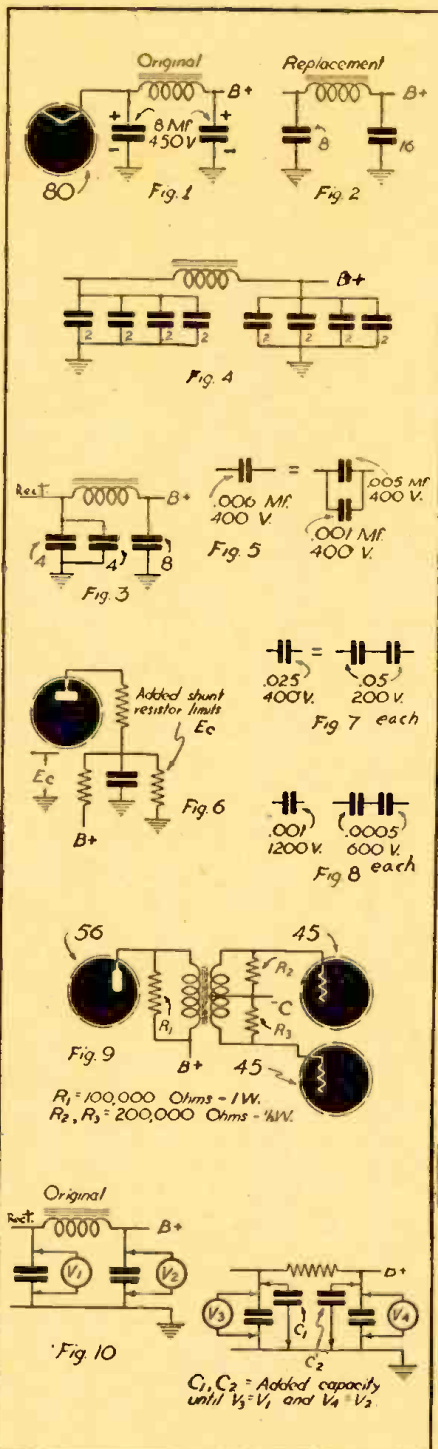 Original
B+
+ 8 Mf. +
450 V
- -
80
Fig. 1
Replacement
B+
8
16
Fig. 2
B+
2 2 2 2 2 2 2 2
Fig. 4
Rect.
B+
4 4 8
Fig. 3
=
.006 Mf.
400 V.
.005 Mf.
400 V.
.001 Mf.
400 V.
Fig. 5
Added shunt
resistor limits
Ec
Ec
B+
Fig. 6
=
.025
400V.
.05
200 V.
each
Fig 7
.001
1200 V.
.0005
600 V.
each
Fig 8
56
45
R1
R2
-C
R3
B+
45
Fig. 9
R1 = 100,000 Ohms - 1W.
R2, R3 = 200,000 Ohms - ½W.
Original
Rect.
B+
V1
V2
Fig. 10
B+
V3
C1
C2
V4
C1, C2 = Added capacity
until V3=V1 and V4=V2.